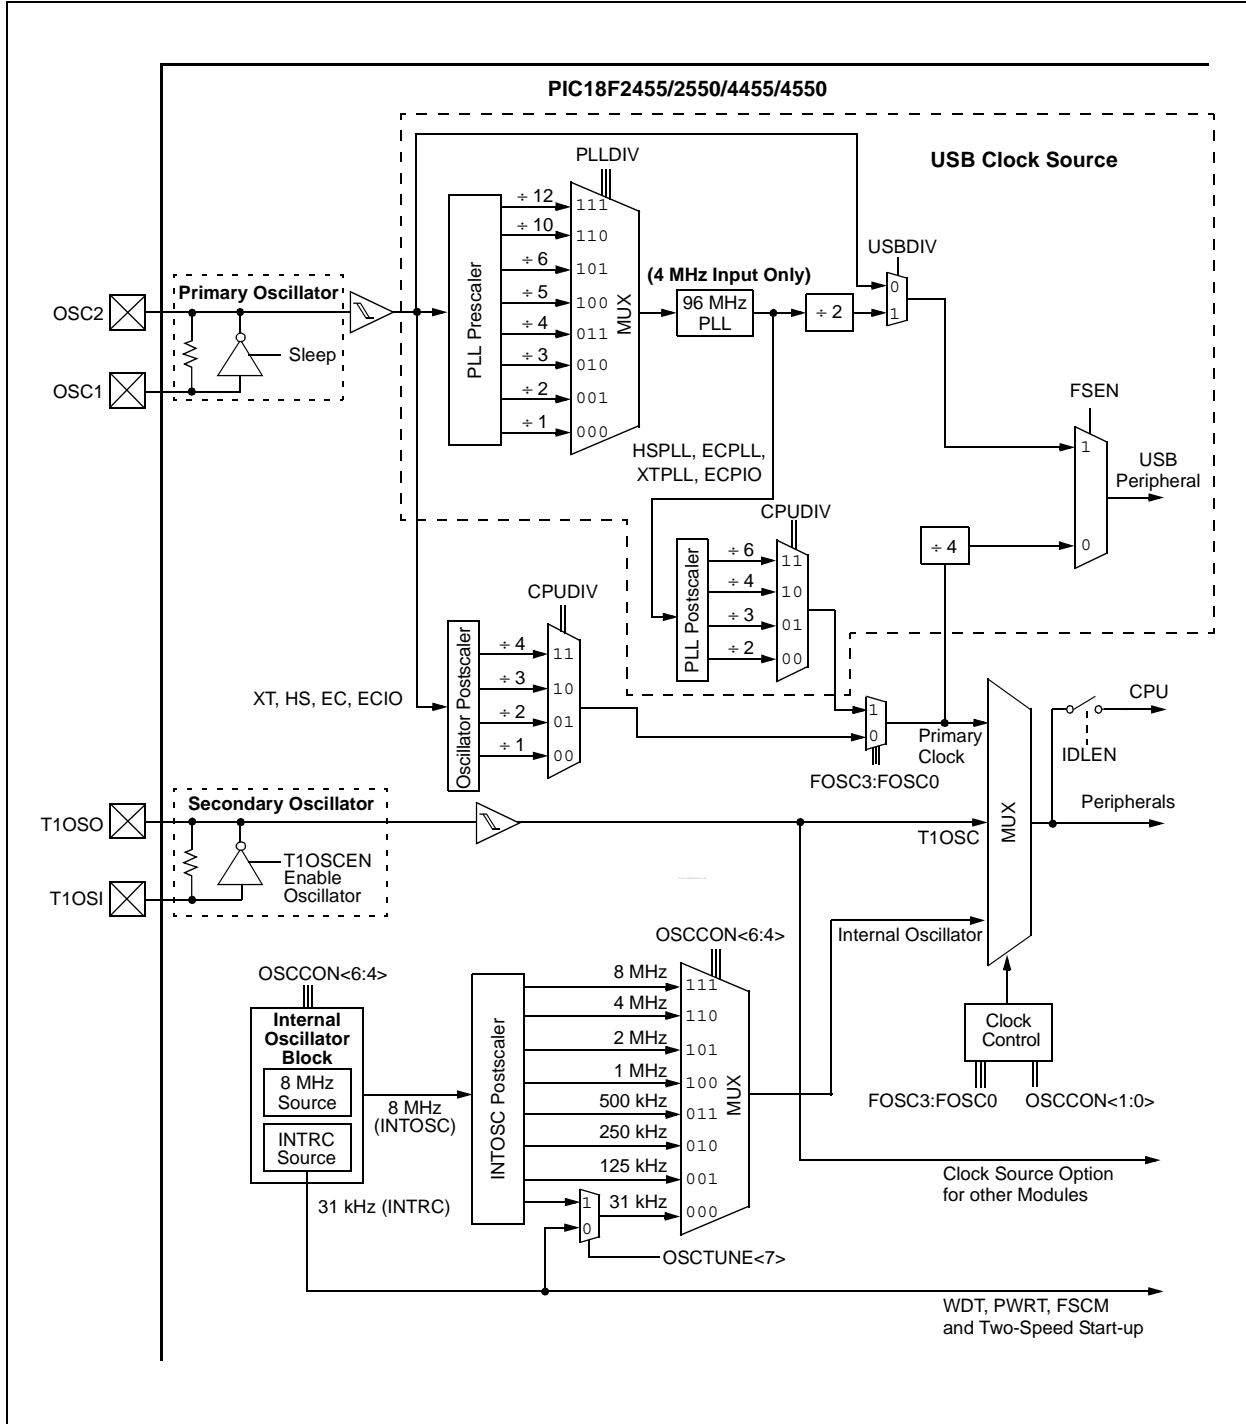 PIC18F2455/2550/4455/4550
USB Clock Source
PLLDIV
÷ 12
111
÷ 10
110
÷ 6
101
÷ 5
100
÷ 4
011
÷ 3
010
÷ 2
001
÷ 1
000
PLL Prescaler
MUX
(4 MHz Input Only)
96 MHz
PLL
÷ 2
USBDIV
0
1
Primary Oscillator
OSC2
Sleep
OSC1
FSEN
1
USB
Peripheral
0
HSPLL, ECPLL,
XTPLL, ECPIO
CPUDIV
÷ 6
11
÷ 4
10
÷ 3
01
÷ 2
00
PLL Postscaler
÷ 4
CPUDIV
÷ 4
11
÷ 3
10
÷ 2
01
÷ 1
00
Oscillator Postscaler
XT, HS, EC, ECIO
1
0
Primary
Clock
FOSC3:FOSC0
CPU
IDLEN
Peripherals
MUX
Secondary Oscillator
T1OSO
T1OSCEN
Enable
Oscillator
T1OSI
T1OSC
Internal Oscillator
OSCCON<6:4>
OSCCON<6:4>
Internal
Oscillator
Block
8 MHz
Source
INTRC
Source
8 MHz
(INTOSC)
31 kHz (INTRC)
INTOSC Postscaler
8 MHz
111
4 MHz
110
2 MHz
101
1 MHz
100
500 kHz
011
250 kHz
010
125 kHz
001
1
31 kHz
000
0
MUX
OSCTUNE<7>
Clock
Control
FOSC3:FOSC0
OSCCON<1:0>
Clock Source Option
for other Modules
WDT, PWRT, FSCM
and Two-Speed Start-up